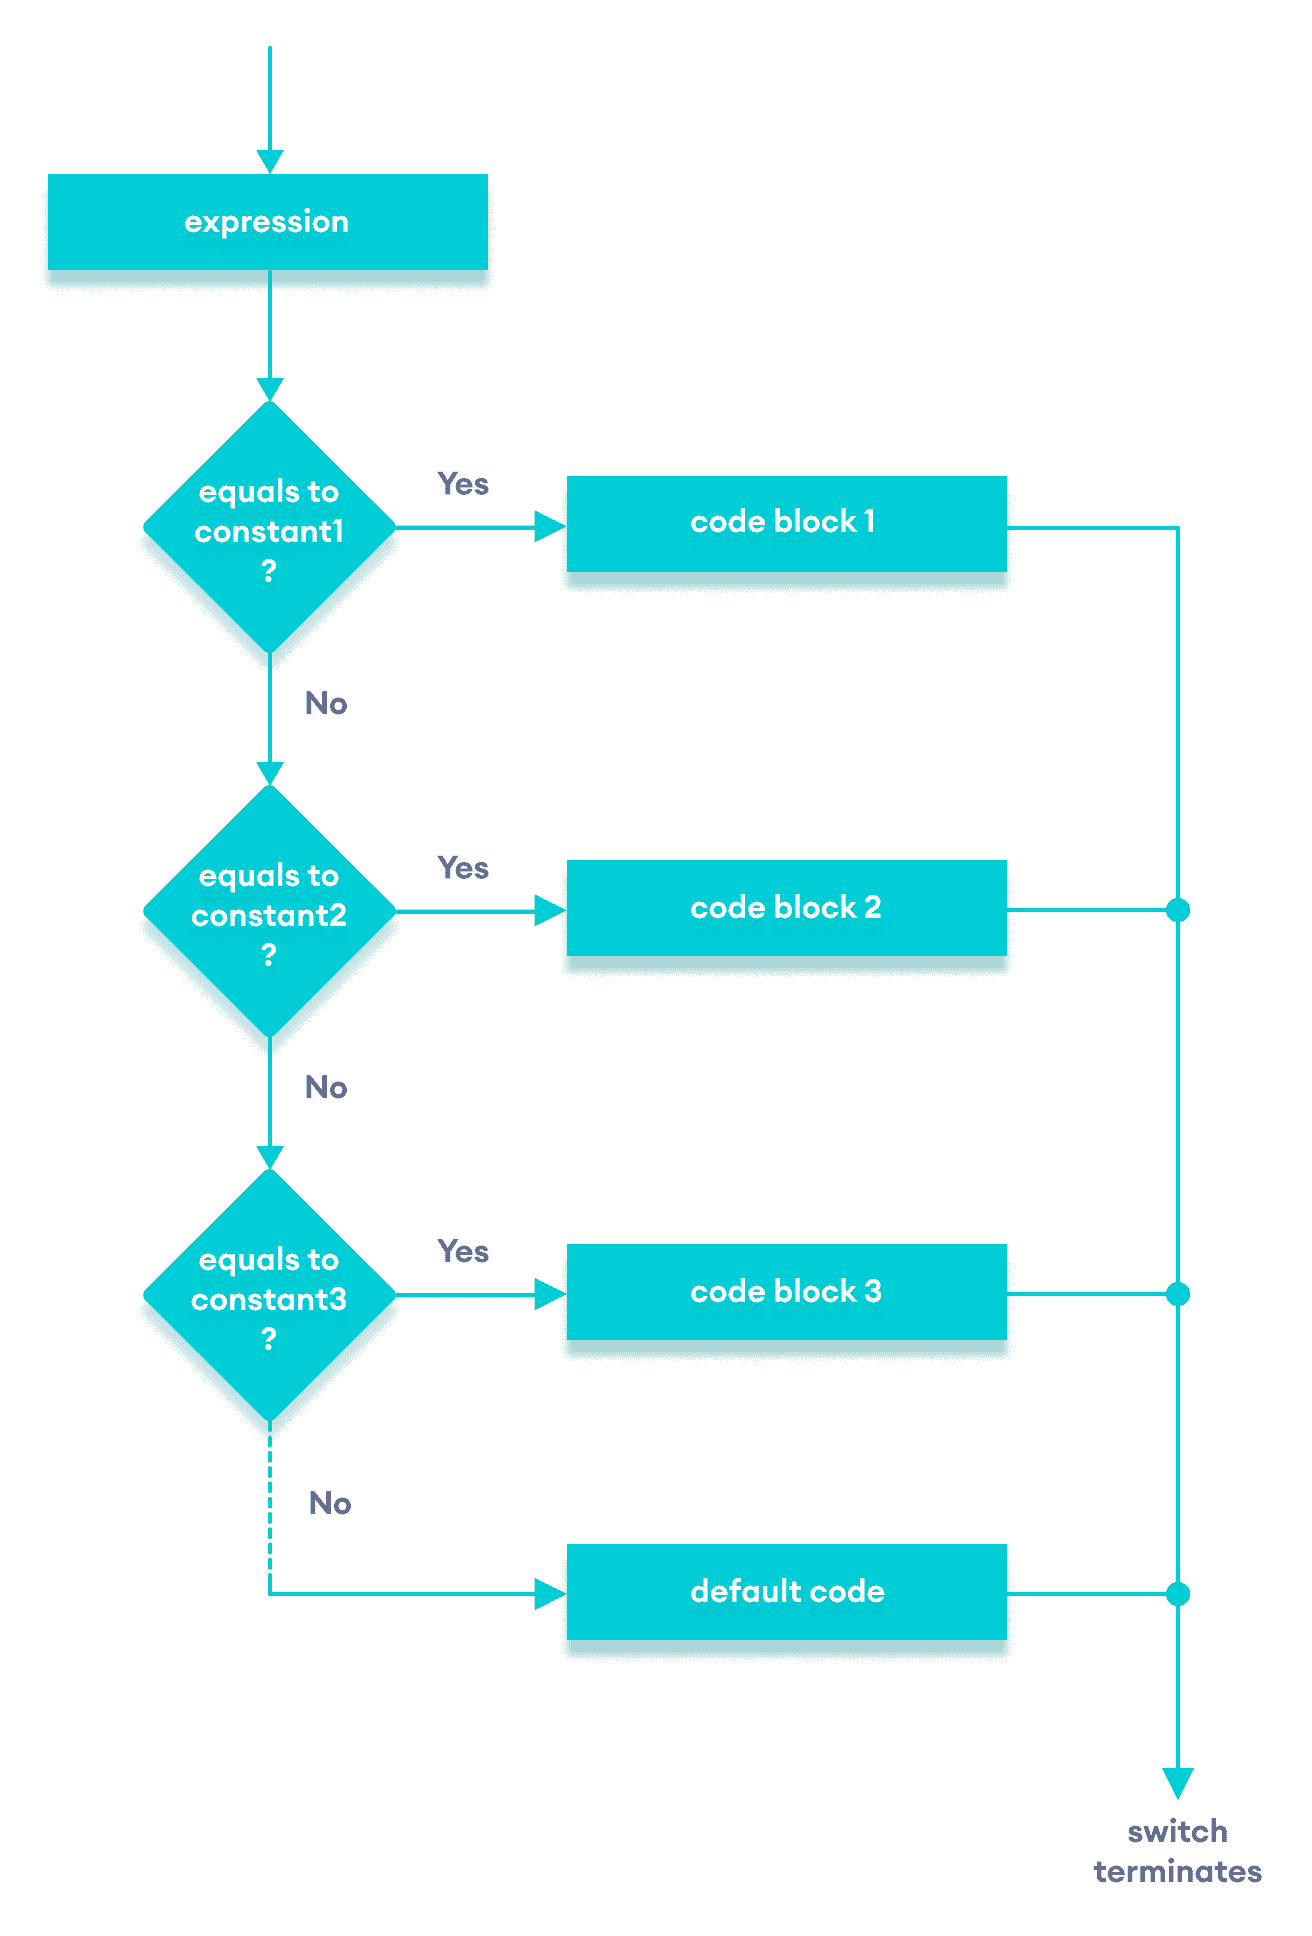 expression
equals to
constant1
?
Yes
code block 1
No
equals to
constant2
?
Yes
code block 2
No
equals to
constant3
?
Yes
code block 3
No
default code
switch
terminates